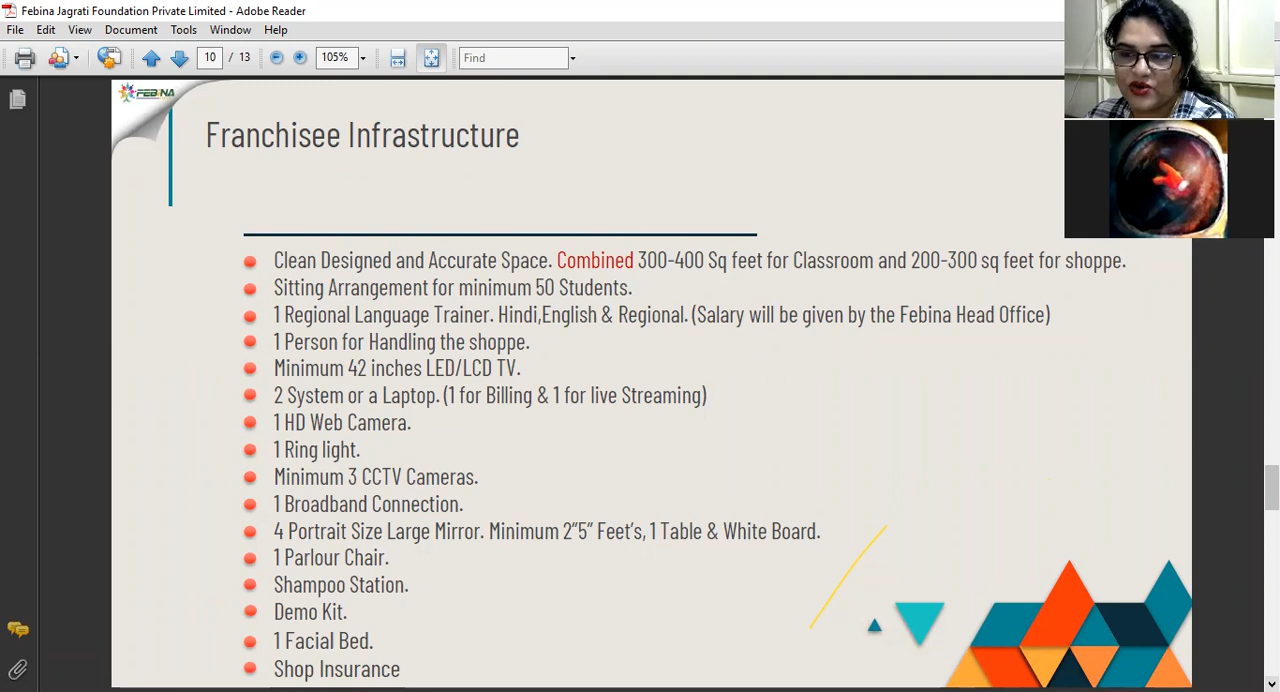 Febina Jagrati Foundation Private Limited - Adobe Reader
File Edit View Document Tools Window Help
10 / 13 105% Find
FEBINA
Franchisee Infrastructure
Clean Designed and Accurate Space. Combined 300-400 Sq feet for Classroom and 200-300 sq feet for shoppe.
Sitting Arrangement for minimum 50 Students.
1 Regional Language Trainer. Hindi,English & Regional. (Salary will be given by the Febina Head Office)
1 Person for Handling the shoppe.
Minimum 42 inches LED/LCD TV.
2 System or a Laptop. (1 for Billing & 1 for live Streaming)
1 HD Web Camera.
1 Ring light.
Minimum 3 CCTV Cameras.
1 Broadband Connection.
4 Portrait Size Large Mirror. Minimum 2”5” Feet’s, 1 Table & White Board.
1 Parlour Chair.
Shampoo Station.
Demo Kit.
1 Facial Bed.
Shop Insurance